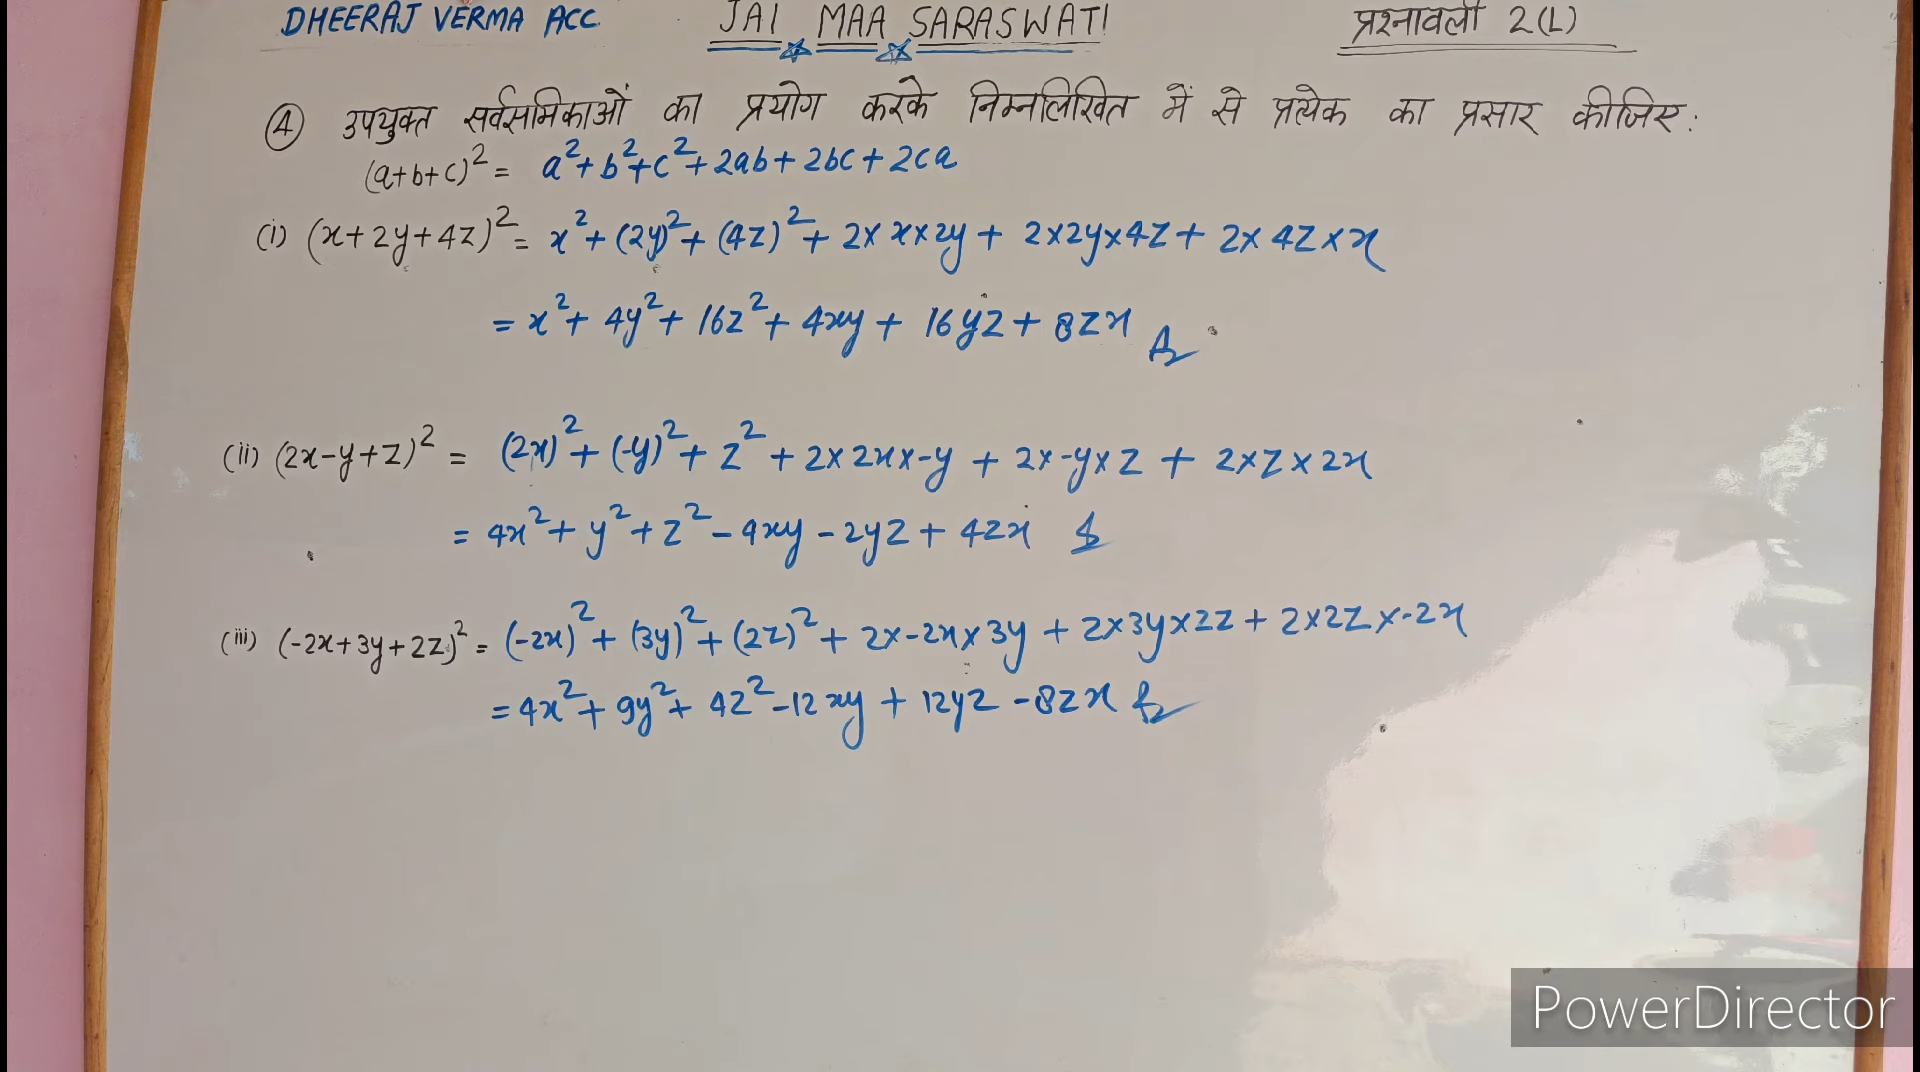 DHEERAJ VERMA ACC. JAI MAA SARASWATI प्रश्नावली 2(L)
④ उपयुक्त सर्वसमिकाओं का प्रयोग करके निम्नलिखित में से प्रत्येक का प्रसार कीजिए:
(a+b+c)² = a²+b²+c²+2ab+2bc+2ca
(i) (x+2y+4z)² = x²+(2y)²+(4z)²+2×x×2y+2×2y×4z+2×4z×x
= x²+4y²+16z²+4xy+16yz+8zx
(ii) (2x-y+z)² = (2x)²+(-y)²+z²+2×2x×-y+2×-y×z+2×z×2x
= 4x²+y²+z²-4xy-2yz+4zx
(iii) (-2x+3y+2z)² = (-2x)²+(3y)²+(2z)²+2×-2x×3y+2×3y×2z+2×2z×-2x
= 4x²+9y²+4z²-12xy+12yz-8zx
PowerDirector